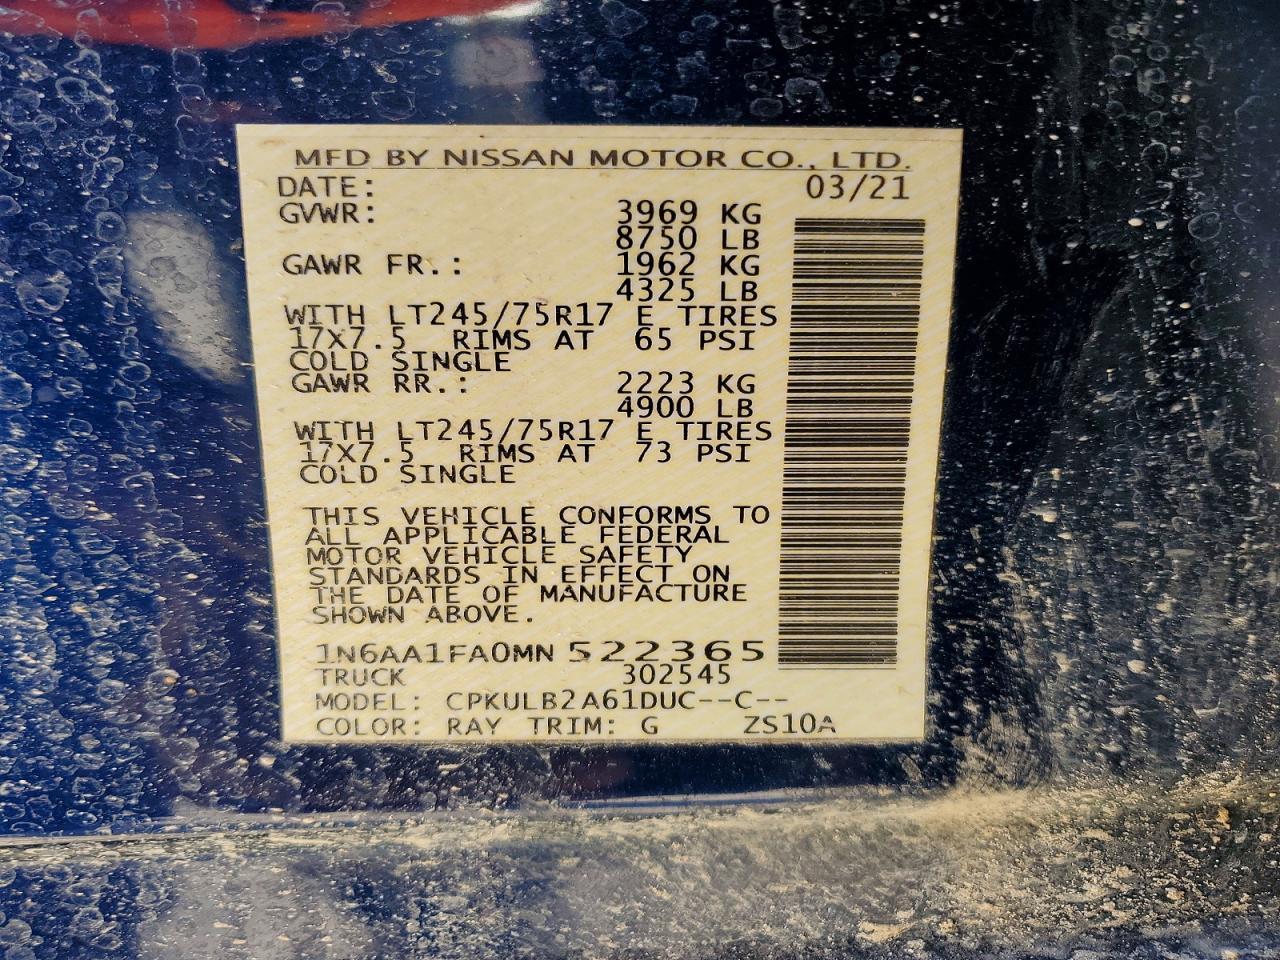 MFD BY NISSAN MOTOR CO., LTD.
DATE: 03/21
GVWR: 3969 KG
8750 LB
GAWR FR.: 1962 KG
4325 LB
WITH LT245/75R17 E TIRES
17X7.5 RIMS AT 65 PSI
COLD SINGLE
GAWR RR.: 2223 KG
4900 LB
WITH LT245/75R17 E TIRES
17X7.5 RIMS AT 73 PSI
COLD SINGLE
THIS VEHICLE CONFORMS TO
ALL APPLICABLE FEDERAL
MOTOR VEHICLE SAFETY
STANDARDS IN EFFECT ON
THE DATE OF MANUFACTURE
SHOWN ABOVE.
1N6AA1FA0MN 522365
TRUCK 302545
MODEL: CPKULB2A61DUC--C--
COLOR: RAY TRIM: G ZS10A